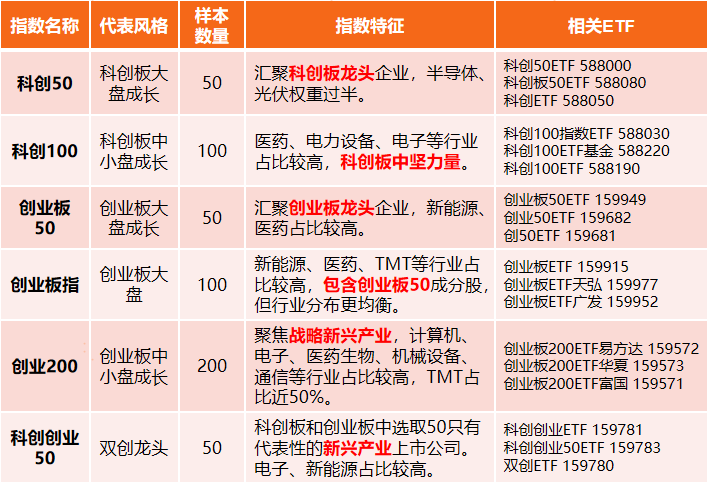 指数名称
代表风格
样本
数量
指数特征
相关ETF
科创50
科创板大
盘成长
50
汇聚科创板龙头企业，半导体、
光伏权重过半。
科创50ETF 588000
科创板50ETF 588080
科创ETF 588050
科创100
科创板中
小盘成长
100
医药、电力设备、电子等行业
占比较高，科创板中坚力量。
科创100指数ETF 588030
科创100ETF基金 588220
科创100ETF 588190
创业板
50
创业板大
盘成长
50
汇聚创业板龙头企业，新能源、
医药占比较高。
创业板50ETF 159949
创业50ETF 159682
创50ETF 159681
创业板指
创业板大
盘
100
新能源、医药、TMT等行业占
比较高，包含创业板50成分股，
但行业分布更均衡。
创业板ETF 159915
创业板ETF天弘 159977
创业板ETF广发 159952
创业200
创业板中
小盘成长
200
聚焦战略新兴产业，计算机、
电子、医药生物、机械设备、
通信等行业占比较高，TMT占
比近50%。
创业板200ETF易方达 159572
创业板200ETF华夏 159573
创业板200ETF富国 159571
科创创业
50
双创龙头
50
科创板和创业板中选取50只有
代表性的新兴产业上市公司。
电子、新能源占比较高。
科创创业ETF 159781
科创创业50ETF 159783
双创ETF 159780